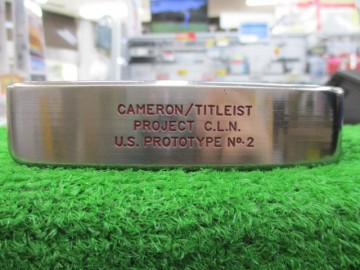 CAMERON/TITLEIST
PROJECT C.L.N.
U.S. PROTOTYPE No. 2